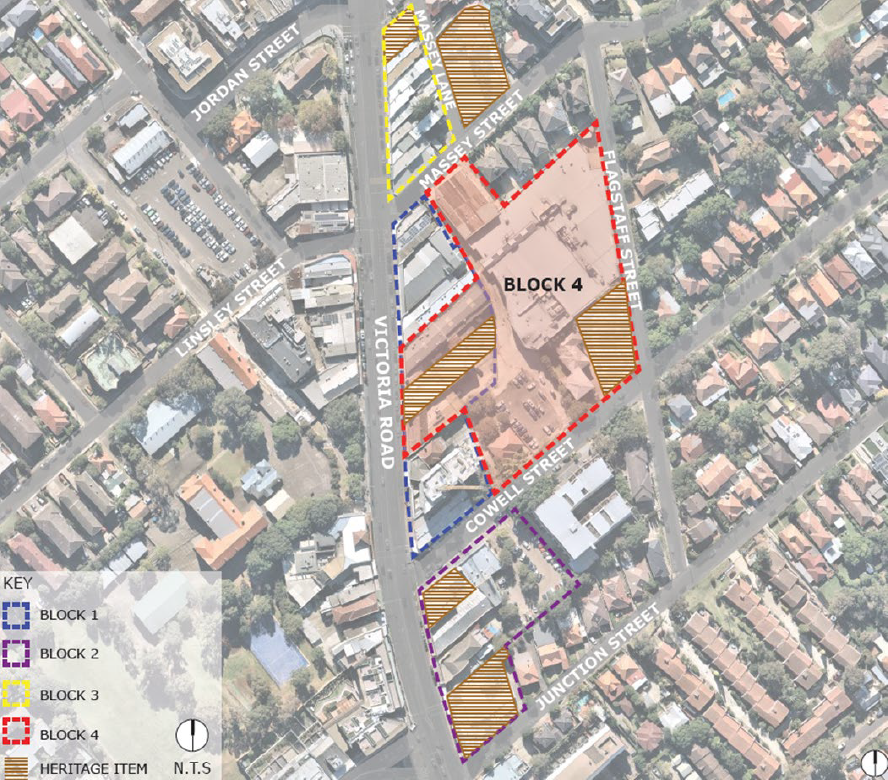 MASSEY LANE
JORDAN STREET
MASSEY STREET
FLAGSTAFF STREET
BLOCK 4
LINSLEY STREET
VICTORIA ROAD
COWELL STREET
JUNCTION STREET
KEY
BLOCK 1
BLOCK 2
BLOCK 3
BLOCK 4
HERITAGE ITEM
N.T.S